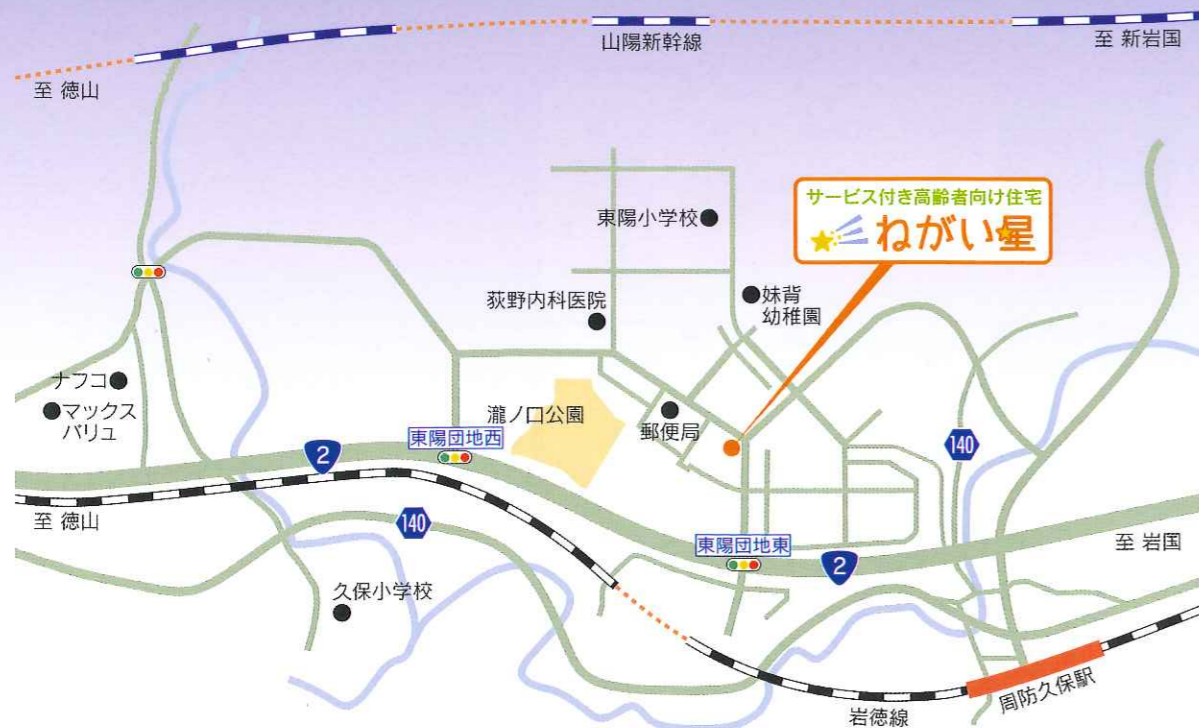 山陽新幹線
至 新岩国
至 徳山
サービス付き高齢者向け住宅
ねがい星
東陽小学校
妹背
幼稚園
荻野内科医院
ナフコ
マックス
バリュ
瀧ノ口公園
郵便局
東陽団地西
2
140
至 徳山
140
東陽団地東
2
至 岩国
久保小学校
周防久保駅
岩徳線